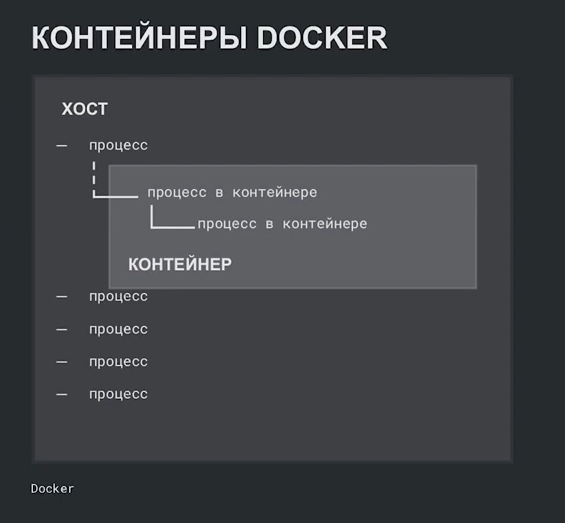 КОНТЕЙНЕРЫ DOCKER
ХОСТ
— процесс
процесс в контейнере
процесс в контейнере
КОНТЕЙНЕР
— процесс
— процесс
— процесс
— процесс
Docker